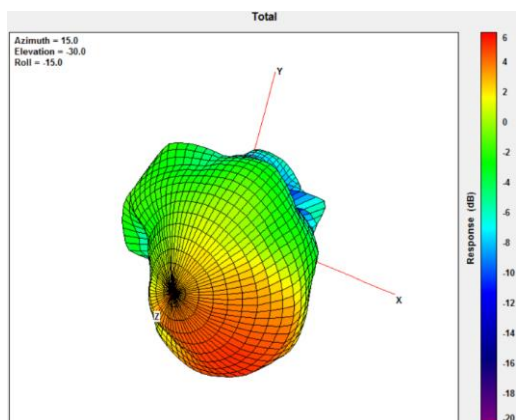 Total
Azimuth = 15.0
Elevation = -30.0
Roll = -15.0
Y
X
Z
6
4
2
0
-2
-4
-6
-8
-10
-12
-14
-16
-18
-20
Response (dB)